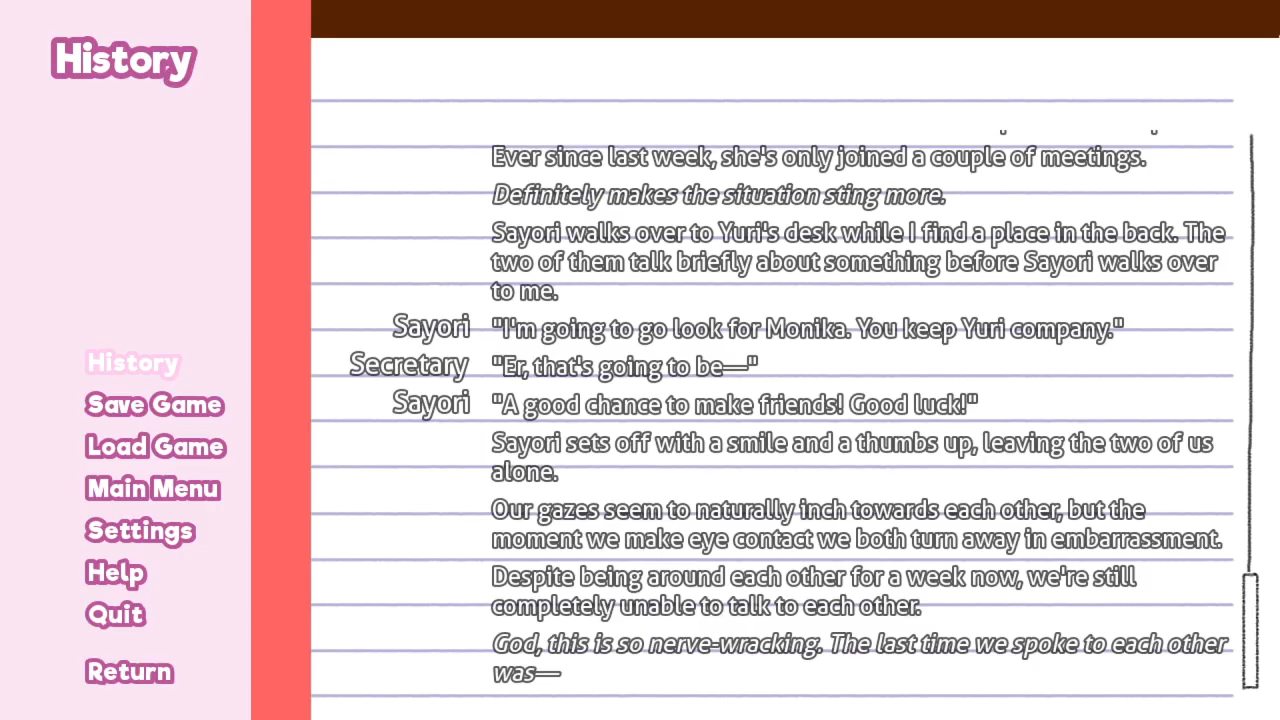 History
Ever since last week, she's only joined a couple of meetings.
Definitely makes the situation sting more.
Sayori walks over to Yuri's desk while I find a place in the back. The
two of them talk briefly about something before Sayori walks over
to me.
Sayori "I'm going to go look for Monika. You keep Yuri company."
Secretary "Er, that's going to be—"
Sayori "A good chance to make friends! Good luck!"
Sayori sets off with a smile and a thumbs up, leaving the two of us
alone.
Our gazes seem to naturally inch towards each other, but the
moment we make eye contact we both turn away in embarrassment.
Despite being around each other for a week now, we're still
completely unable to talk to each other.
God, this is so nerve-wracking. The last time we spoke to each other
was—
History
Save Game
Load Game
Main Menu
Settings
Help
Quit
Return